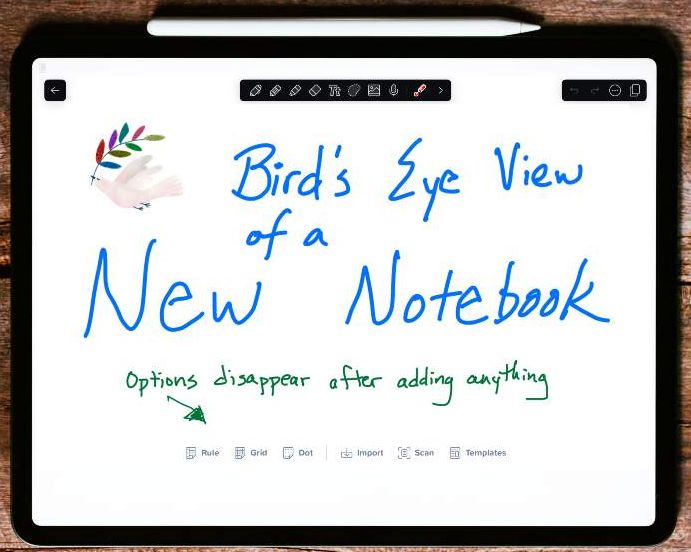 Bird's Eye View
of a
New Notebook
Options disappear after adding anything
Rule Grid Dot Import Scan Templates